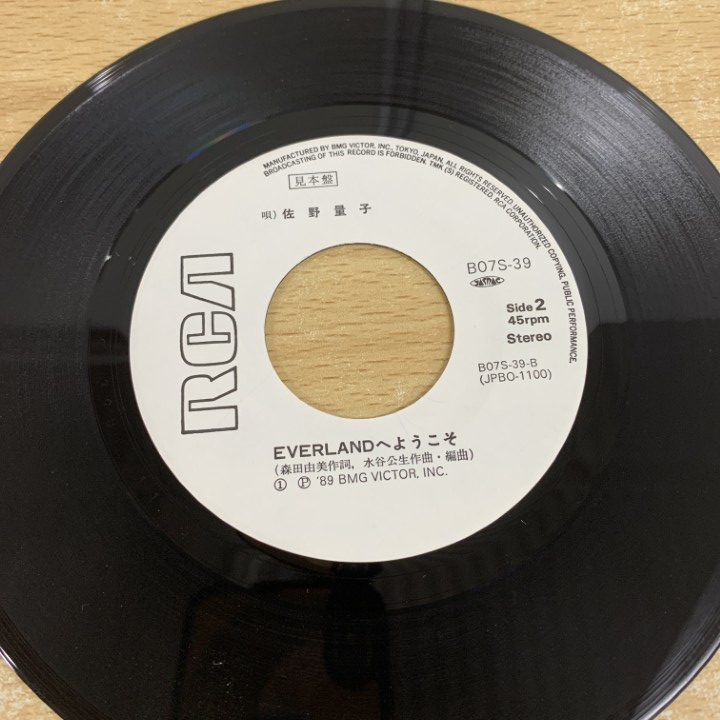 MANUFACTURED BY BMG VICTOR, INC., TOKYO, JAPAN, ALL RIGHTS RESERVED, UNAUTHORIZED COPYING, PUBLIC PERFORMANCE,
BROADCASTING OF THIS RECORD IS FORBIDDEN. TMK (S) REGISTERED. RCA CORPORATION.
見本盤
唄) 佐野量子
B07S-39
JASRAC
RCA
Side 2
45rpm
Stereo
B07S-39-B
(JPBO-1100)
EVERLANDへようこそ
(森田由美作詞, 水谷公生作曲・編曲)
① Ⓟ '89 BMG VICTOR, INC.